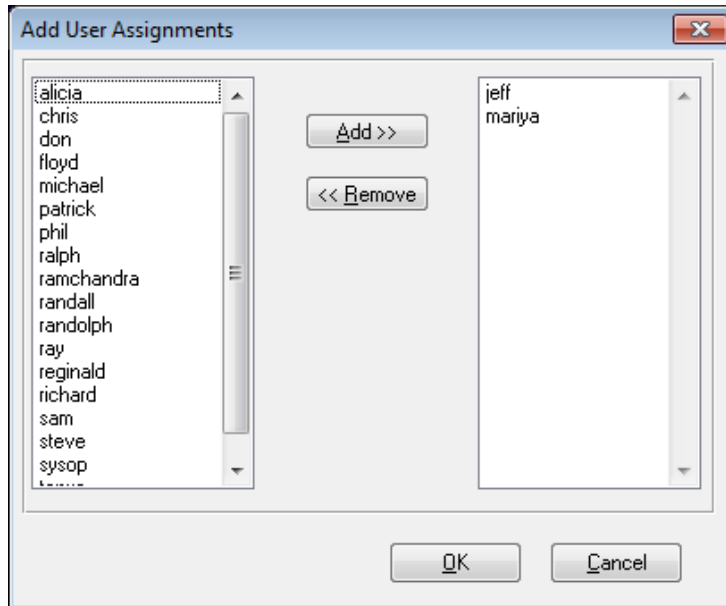 Add User Assignments
alicia
chris
don
floyd
michael
patrick
phil
ralph
ramchandra
randall
randolph
ray
reginald
richard
sam
steve
sysop
Add >>
<< Remove
jeff
mariya
OK
Cancel